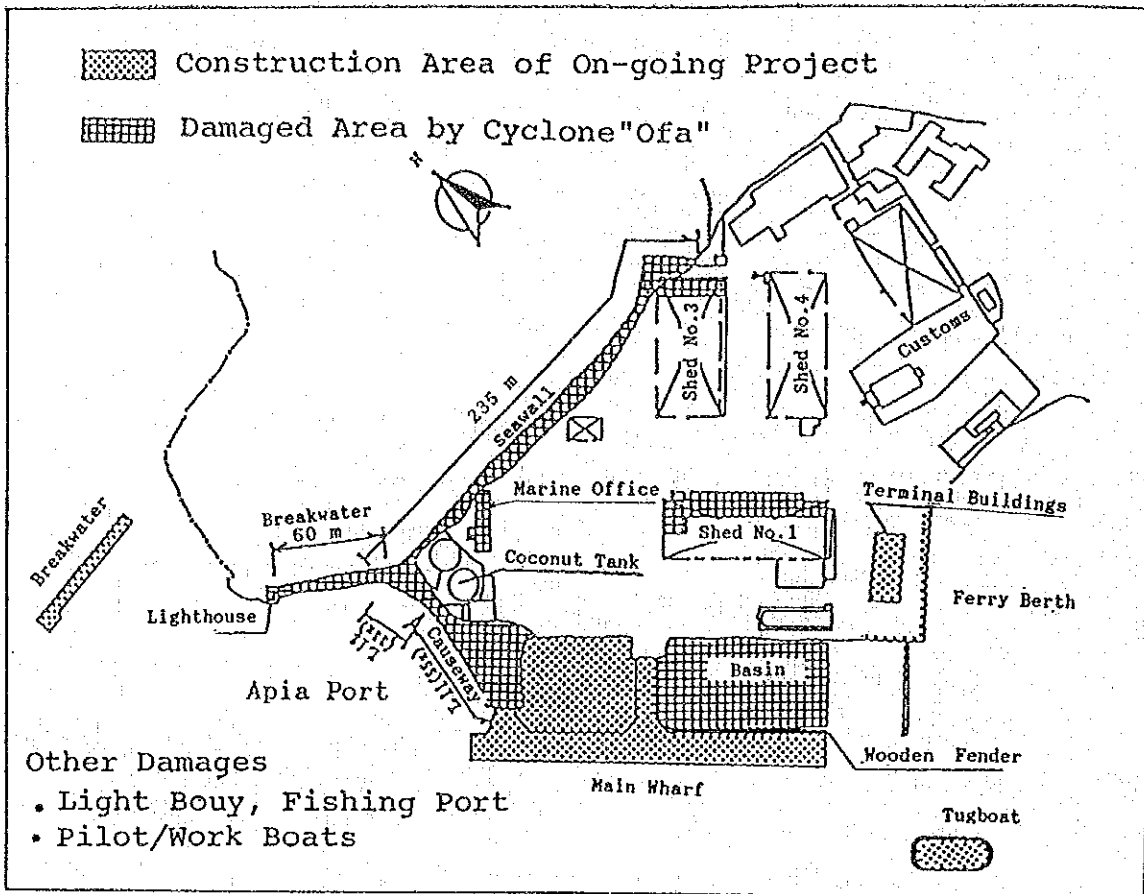 Construction Area of On-going Project
Damaged Area by Cyclone"Ofa"
N
235 m
Seawall
Shed No.3
Shed No.4
Customs
Breakwater
Breakwater
60 m
Marine Office
Shed No.1
Terminal Buildings
Coconut Tank
Lighthouse
Ferry Berth
Causeway
Basin
Apia Port
Wooden Fender
Main Wharf
Other Damages
. Light Bouy, Fishing Port
• Pilot/Work Boats
Tugboat